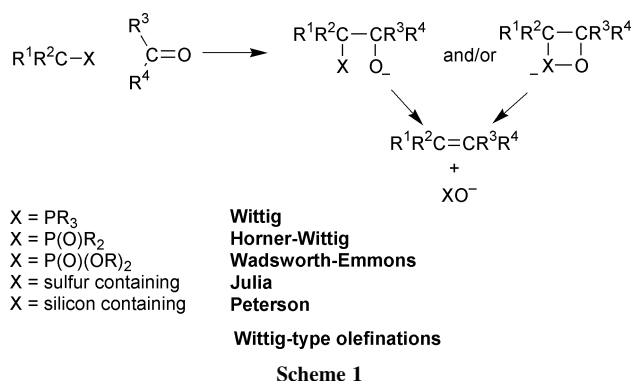 R³
R¹R²C–X C=O
R⁴
R¹R²C–CR³R⁴ and/or R¹R²C–CR³R⁴
X O– – X–O
R¹R²C=CR³R⁴
+
XO⁻
X = PR₃ Wittig
X = P(O)R₂ Horner-Wittig
X = P(O)(OR)₂ Wadsworth-Emmons
X = sulfur containing Julia
X = silicon containing Peterson
Wittig-type olefinations
Scheme 1